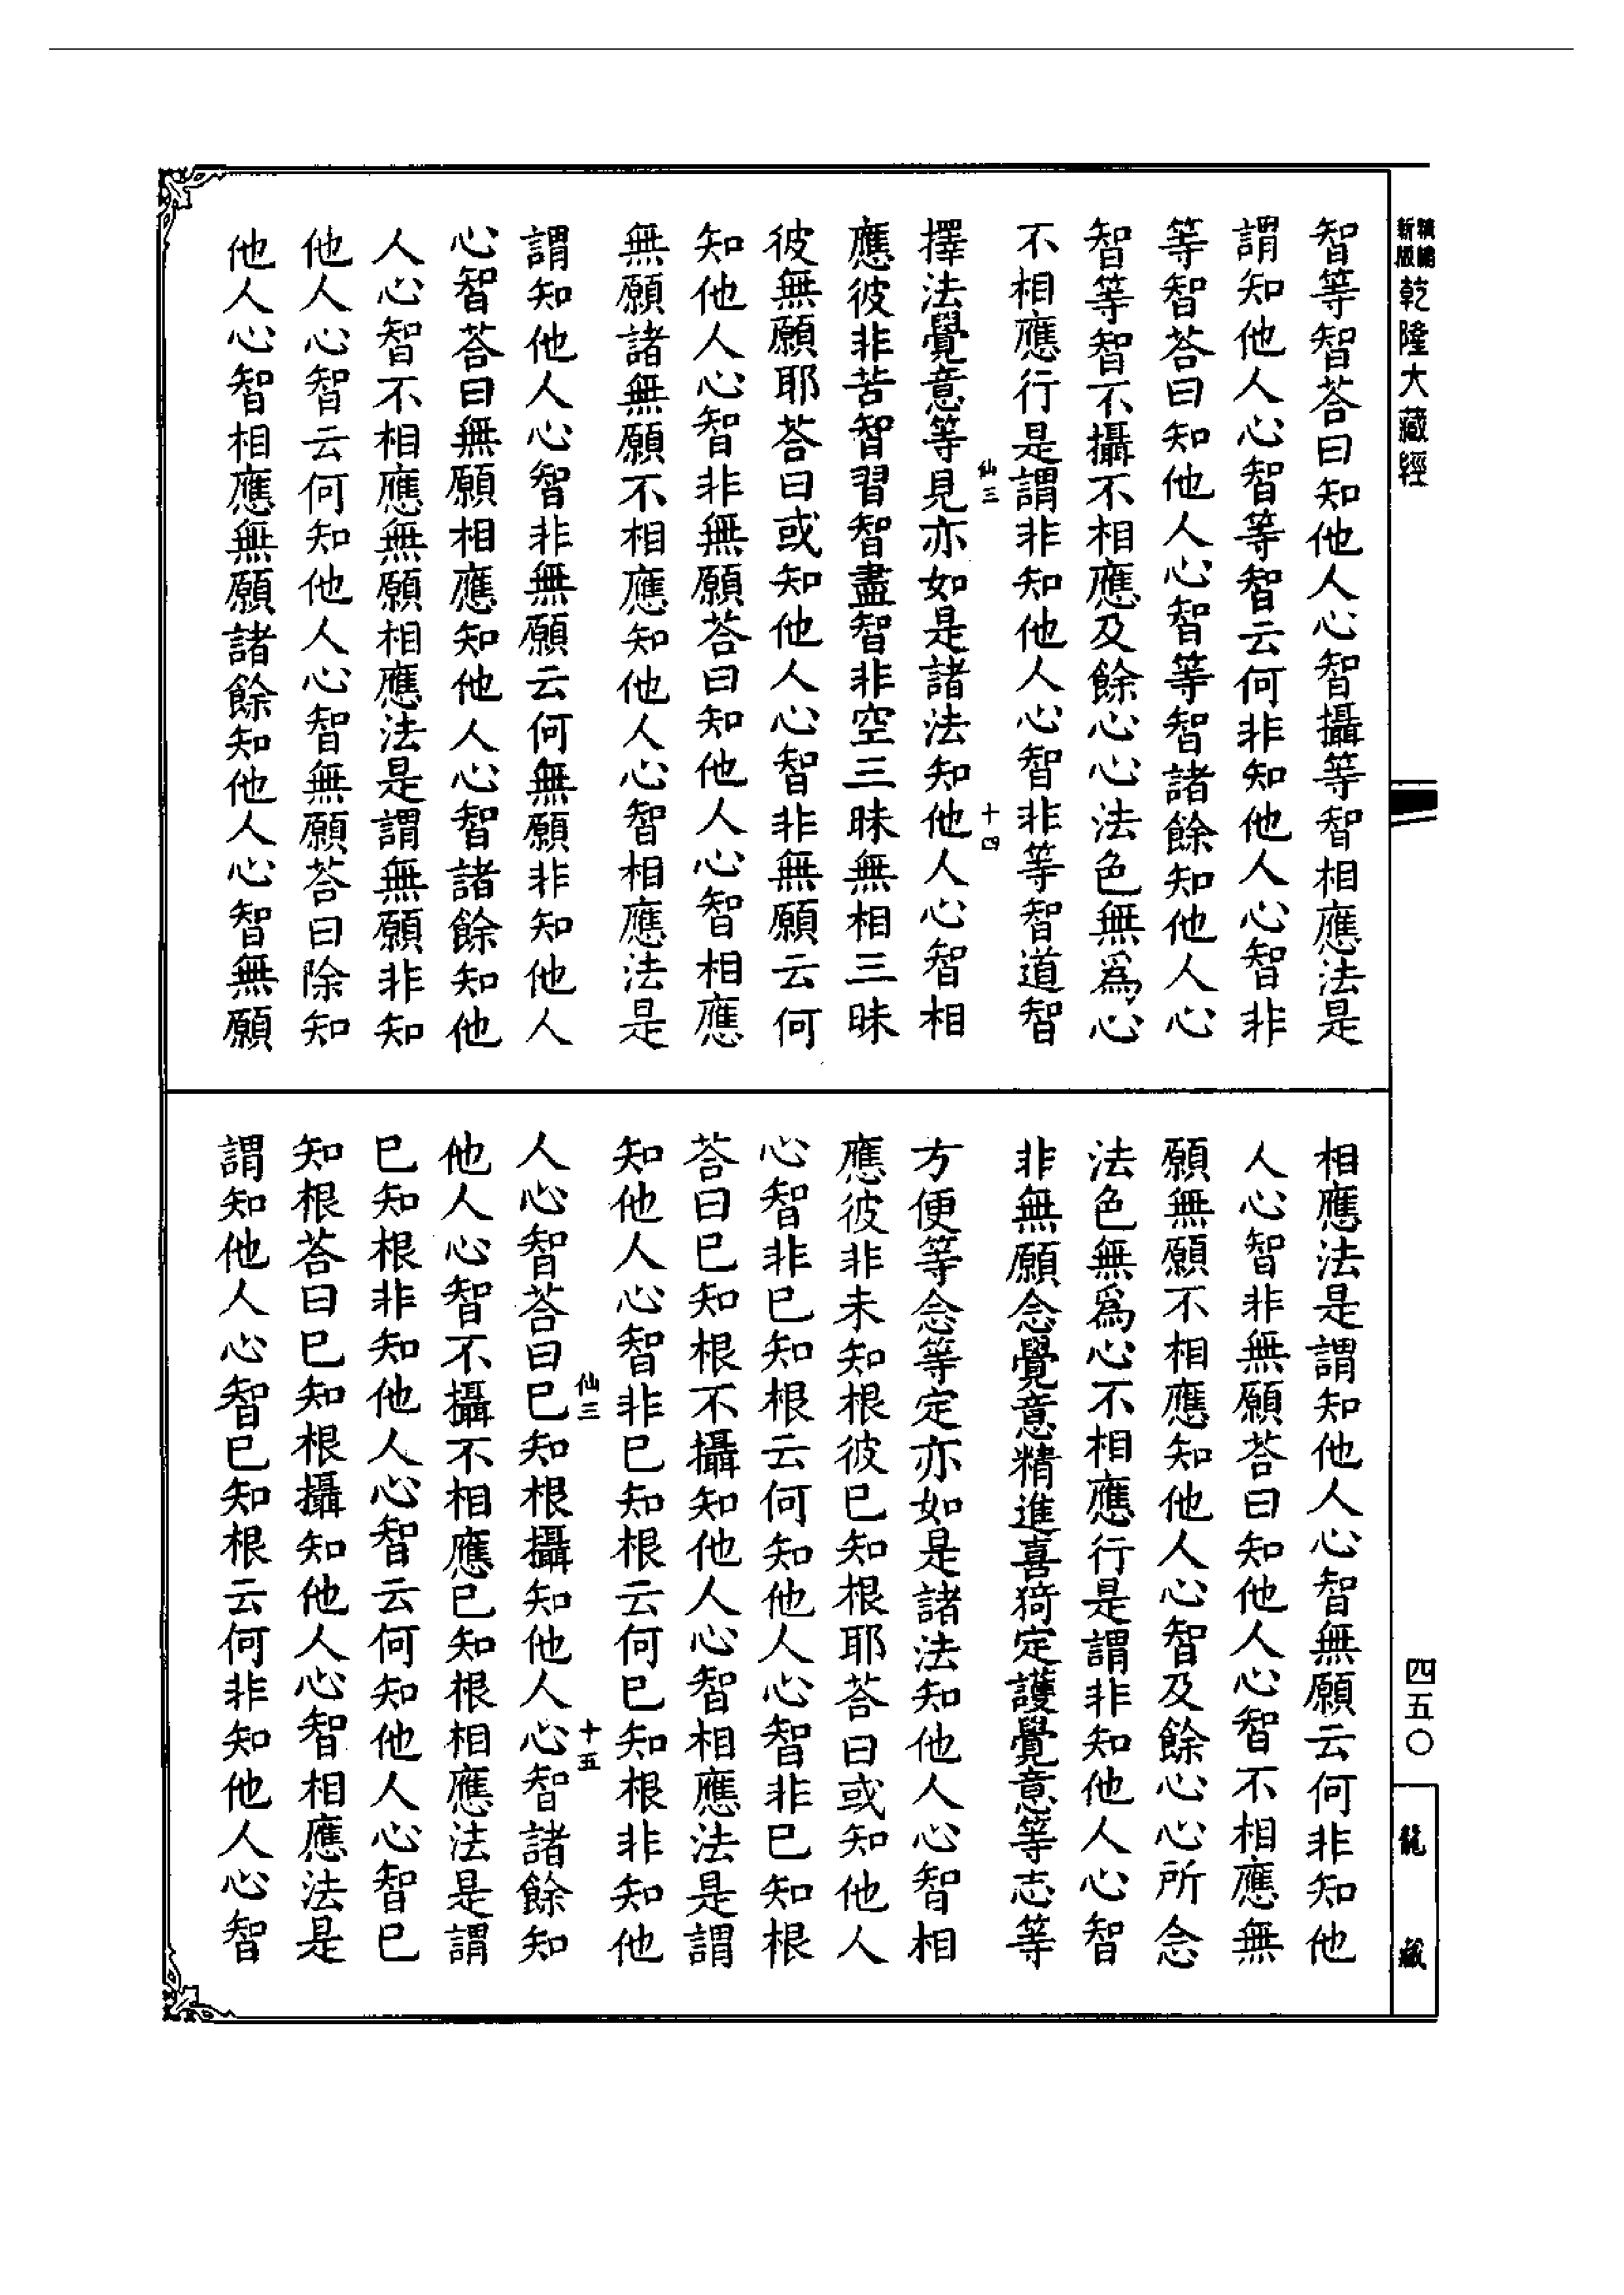 乾隆大藏經
智等智荅曰知他人心智攝等智相應法是
謂知他人心智等智云何非知他人心智非
等智荅曰知他人心智等智諸餘知他人心
智等智不攝不相應及餘心心法色無爲心
不相應行是謂非知他人心智非等智道智
仙三
十四
擇法覺意等見亦如是諸法知他人心智相
應彼非苦智習智盡智非空三昧無相三昧
彼無願耶荅曰或知他人心智非無願云何
知他人心智非無願荅曰知他人心智相應
無願諸無願不相應知他人心智相應法是
謂知他人心智非無願云何無願非知他人
心智荅曰無願相應知他人心智諸餘知他
人心智不相應無願相應法是謂無願非知
他人心智云何知他人心智無願荅曰除知
他人心智相應無願諸餘知他人心智無願
相應法是謂知他人心智無願云何非知他
人心智非無願荅曰知他人心智不相應無
願無願不相應知他人心智及餘心心所念
法色無爲心不相應行是謂非知他人心智
非無願念覺意精進喜猗定護覺意等志等
方便等念等定亦如是諸法知他人心智相
應彼非未知根彼已知根耶荅曰或知他人
心智非已知根云何知他人心智非已知根
荅曰已知根不攝知他人心智相應法是謂
知他人心智非已知根云何已知根非知他
仙三
十五
人心智荅曰已知根攝知他人心智諸餘知
他人心智不攝不相應已知根相應法是謂
已知根非知他人心智云何知他人心智已
知根荅曰已知根攝知他人心智相應法是
謂知他人心智已知根云何非知他人心智
四五〇
龍藏